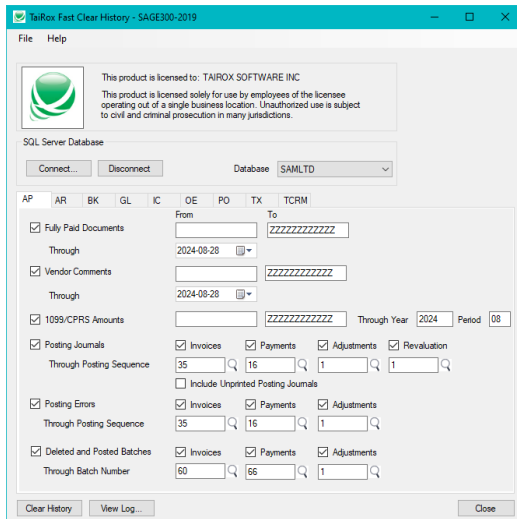 TaiRox Fast Clear History - SAGE300-2019
File Help
This product is licensed to: TAIROX SOFTWARE INC
This product is licensed solely for use by employees of the licensee
operating out of a single business location. Unauthorized use is subject
to civil and criminal prosecution in many jurisdictions.
SQL Server Database
Connect... Disconnect Database SAMLTD
AP AR BK GL IC OE PO TX TCRM
From To
Fully Paid Documents ZZZZZZZZZZZZ
Through 2024-08-28
Vendor Comments ZZZZZZZZZZZZ
Through 2024-08-28
1099/CPRS Amounts ZZZZZZZZZZZZ Through Year 2024 Period 08
Posting Journals Invoices Payments Adjustments Revaluation
Through Posting Sequence 35 16 1 1
Include Unprinted Posting Journals
Posting Errors Invoices Payments Adjustments
Through Posting Sequence 35 16 1
Deleted and Posted Batches Invoices Payments Adjustments
Through Batch Number 60 66 1
Clear History View Log... Close